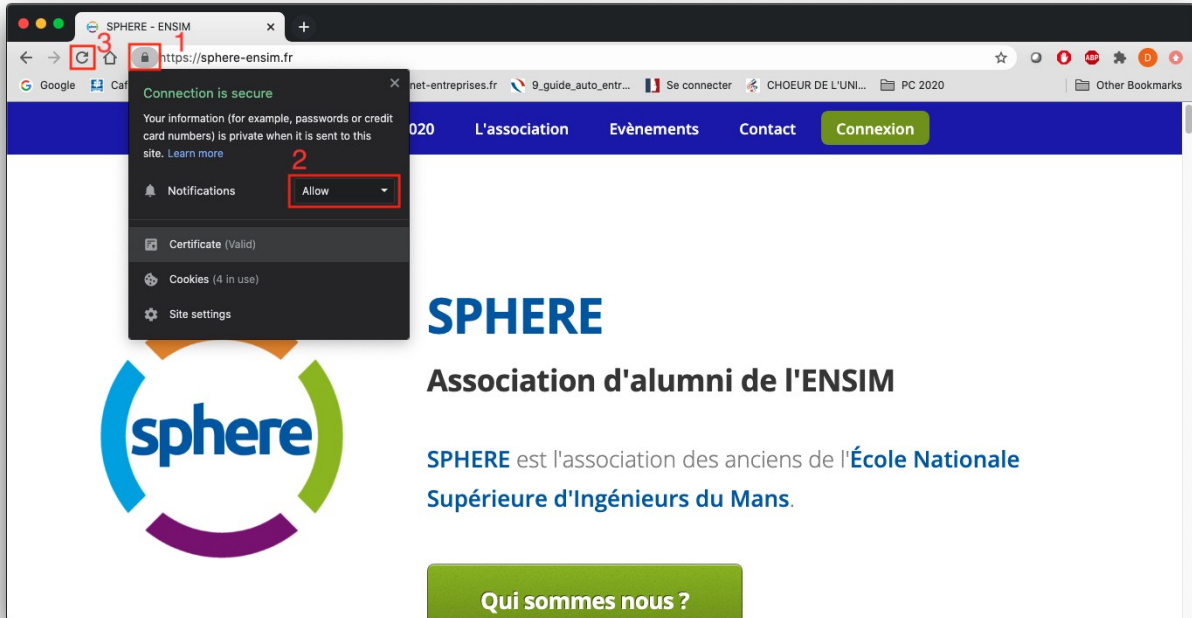 SPHERE - ENSIM
3
1
https://sphere-ensim.fr
ABP
D
Google
Caf
net-entreprises.fr
9_guide_auto_entr...
Se connecter
CHOEUR DE L'UNI...
PC 2020
Other Bookmarks
Connection is secure
Your information (for example, passwords or credit
card numbers) is private when it is sent to this
site. Learn more
2
Notifications
Allow
Certificate (Valid)
Cookies (4 in use)
Site settings
020
L'association
Evènements
Contact
Connexion
sphere
SPHERE
Association d'alumni de l'ENSIM
SPHERE est l'association des anciens de l'École Nationale
Supérieure d'Ingénieurs du Mans.
Qui sommes nous ?